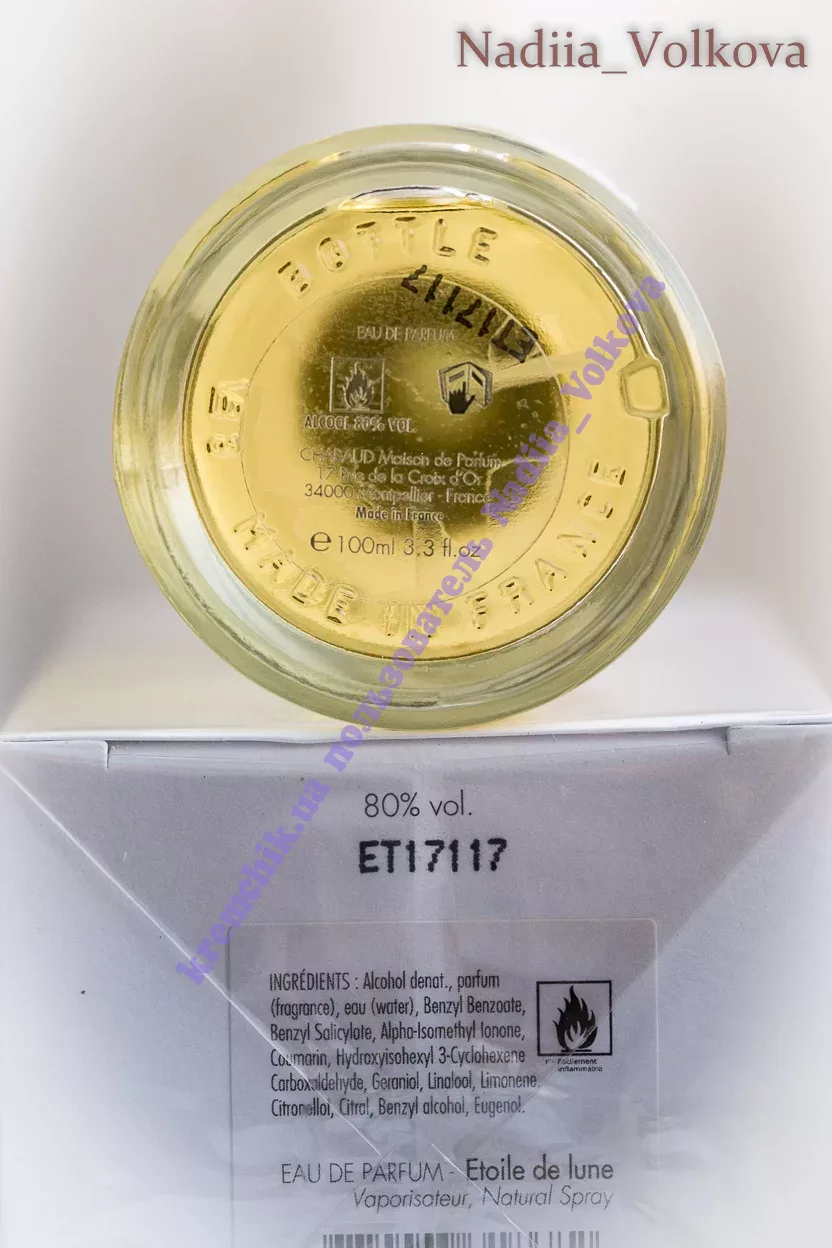 Nadiia_Volkova
BOTTLE
ET17117
EAU DE PARFUM
ALCOOL 80% VOL.
CHABAUD Maison de Parfum
17 Rue de la Croix d'Or
34000 Montpellier - France
Made in France
e 100ml 3.3 fl.oz
MADE IN FRANCE
kremchik.ua пользователь Nadiia_Volkova
80% vol.
ET17117
INGRÉDIENTS : Alcohol denat., parfum
(fragrance), eau (water), Benzyl Benzoate,
Benzyl Salicylate, Alpha-Isomethyl Ionone,
Coumarin, Hydroxyisohexyl 3-Cyclohexene
Carboxaldehyde, Geraniol, Linalool, Limonene,
Citronellol, Citral, Benzyl alcohol, Eugenol.
F - Facilement
inflammable
EAU DE PARFUM - Etoile de lune
Vaporisateur, Natural Spray